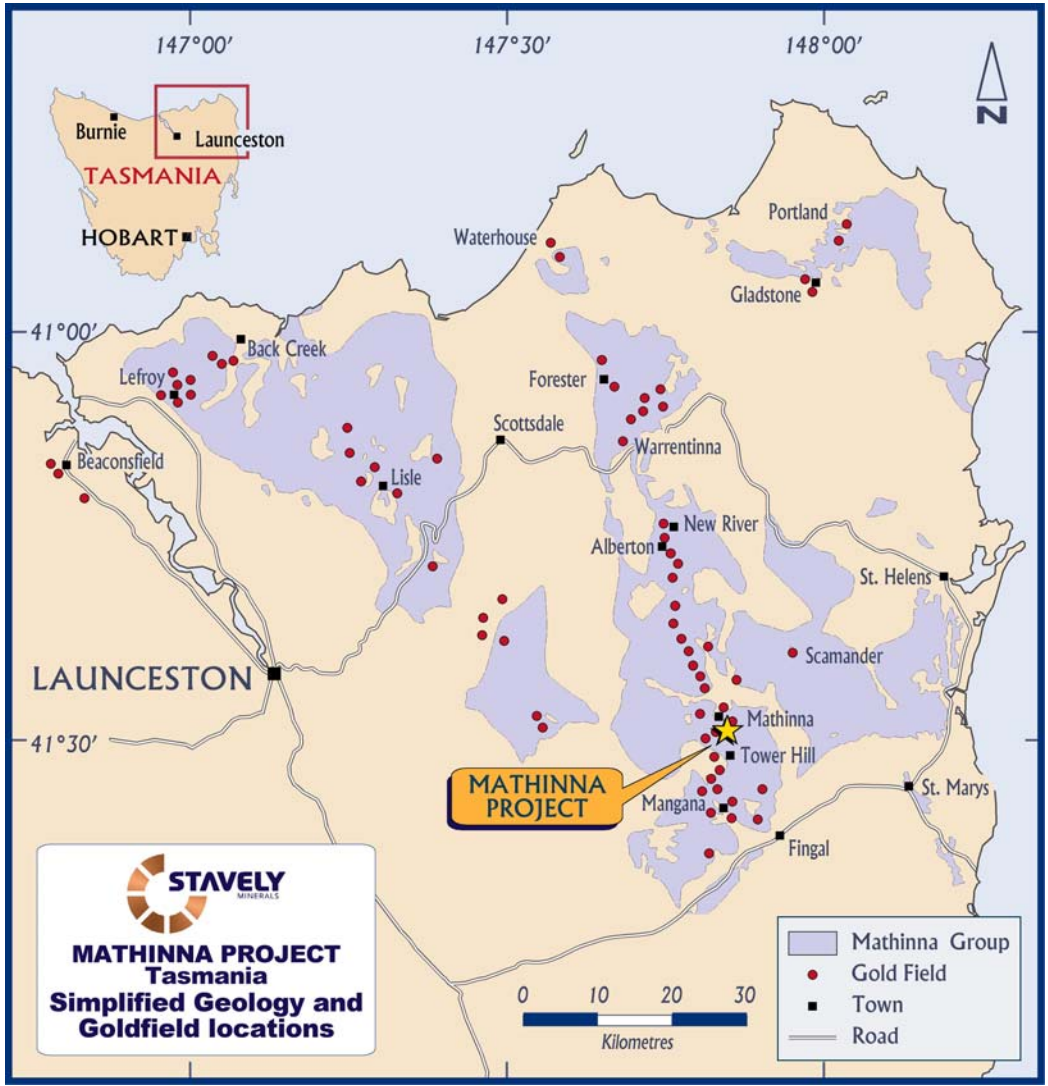 147°00'
147°30'
148°00'
N
Burnie
Launceston
TASMANIA
HOBART
Portland
Waterhouse
Gladstone
41°00'
Back Creek
Lefroy
Forester
Scottsdale
Warrentinna
Beaconsfield
Lisle
New River
Alberton
St. Helens
Scamander
LAUNCESTON
Mathinna
41°30'
Tower Hill
MATHINNA
PROJECT
St. Marys
Mangana
Fingal
STAVELY
MINERALS
MATHINNA PROJECT
Tasmania
Simplified Geology and
Goldfield locations
0 10 20 30
Kilometres
Mathinna Group
Gold Field
Town
Road